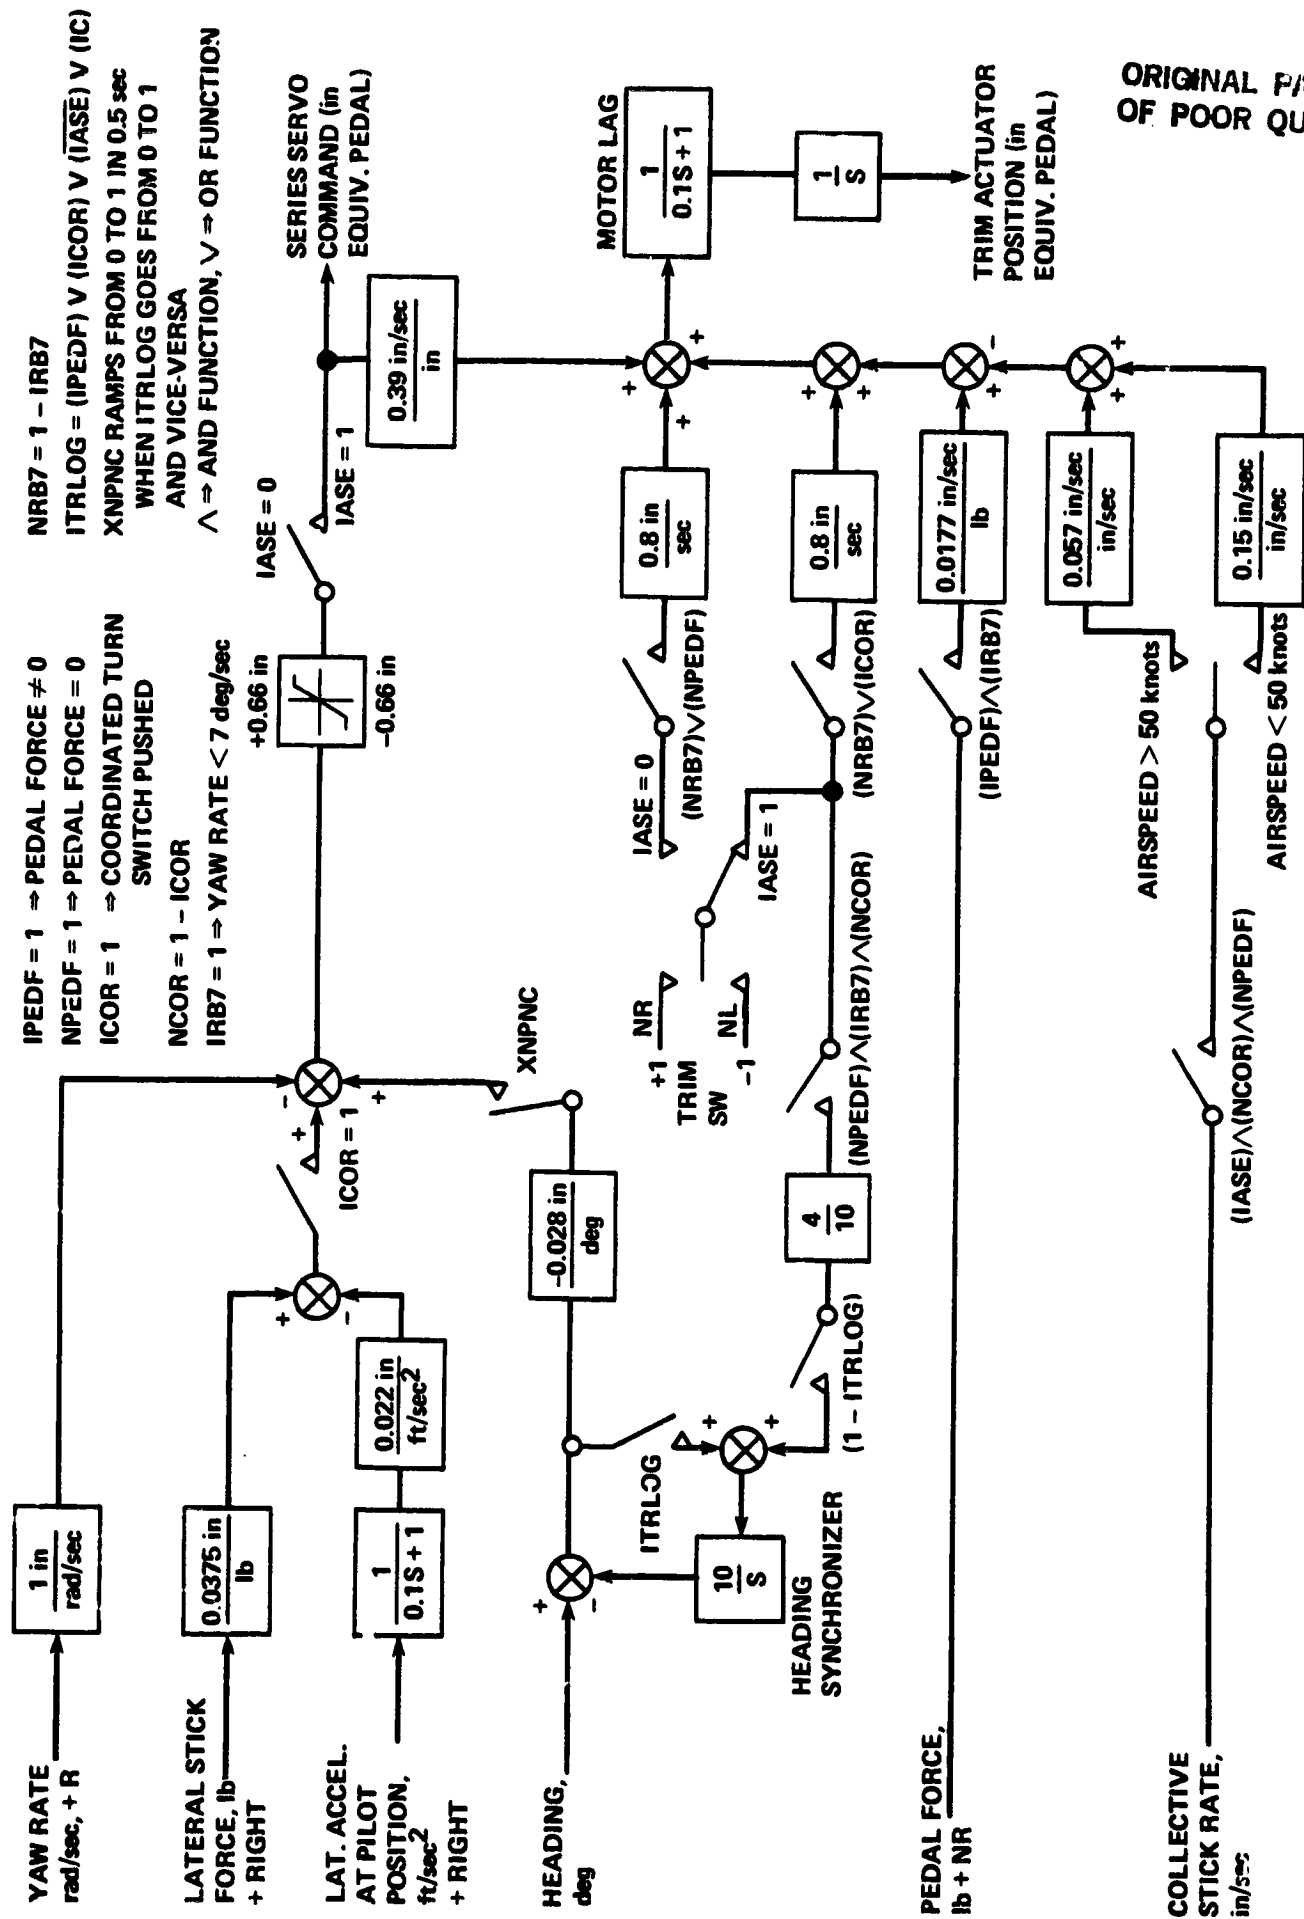 IPEDF = 1 ⇒ PEDAL FORCE ≠ 0
NPEDF = 1 ⇒ PEDAL FORCE = 0
ICOR = 1 ⇒ COORDINATED TURN
SWITCH PUSHED
NCOR = 1 − ICOR
IRB7 = 1 ⇒ YAW RATE < 7 deg/sec
NRB7 = 1 − IRB7
ITRLOG = (IPEDF) V (ICOR) V (I̅A̅S̅E̅) V (IC)
XNPNC RAMPS FROM 0 TO 1 IN 0.5 sec
WHEN ITRLOG GOES FROM 0 TO 1
AND VICE-VERSA
∧ ⇒ AND FUNCTION, ∨ ⇒ OR FUNCTION
YAW RATE
rad/sec, + R
1 in
rad/sec
LATERAL STICK
FORCE, lb
+ RIGHT
0.0375 in
lb
LAT. ACCEL.
AT PILOT
POSITION,
ft/sec²
+ RIGHT
1
0.1S + 1
0.022 in
ft/sec²
+
−
ICOR = 1
−
+
+
+0.66 in
−0.66 in
IASE = 0
IASE = 1
SERIES SERVO
COMMAND (in
EQUIV. PEDAL)
0.39 in/sec
in
HEADING,
deg
+
−
−0.028 in
deg
XNPNC
ITRLOG
+
+
10
S
HEADING
SYNCHRONIZER
(1 − ITRLOG)
4
10
(NPEDF)∧(IRB7)∧(NCOR)
+1 NR
TRIM
SW
−1 NL
IASE = 0
IASE = 1
(NRB7)∨(NPEDF)
0.8 in
sec
(NRB7)∨(ICOR)
0.8 in
sec
+
+
+
+
MOTOR LAG
1
0.1S + 1
1
S
TRIM ACTUATOR
POSITION (in
EQUIV. PEDAL)
PEDAL FORCE,
lb + NR
(IPEDF)∧(IRB7)
0.0177 in/sec
lb
+
−
AIRSPEED > 50 knots
0.057 in/sec
in/sec
+
+
COLLECTIVE
STICK RATE,
in/sec
(IASE)∧(NCOR)∧(NPEDF)
AIRSPEED < 50 knots
0.15 in/sec
in/sec
ORIGINAL
OF POOR